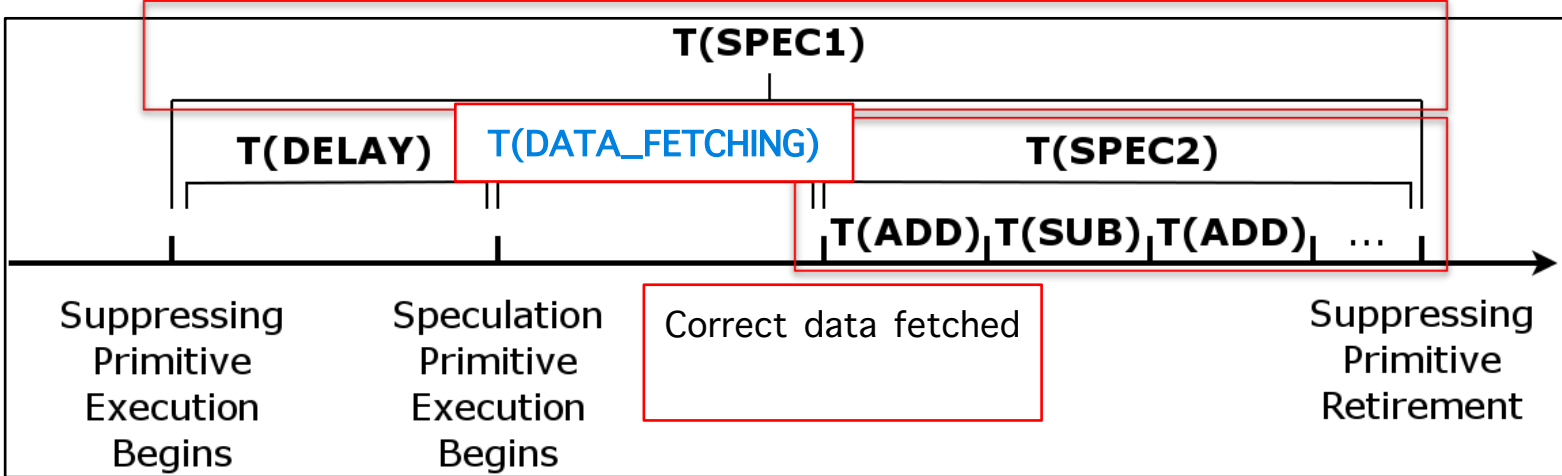 T(SPEC1)
T(DELAY)
T(DATA_FETCHING)
T(SPEC2)
T(ADD) T(SUB) T(ADD) ...
Suppressing
Primitive
Execution
Begins
Speculation
Primitive
Execution
Begins
Correct data fetched
Suppressing
Primitive
Retirement